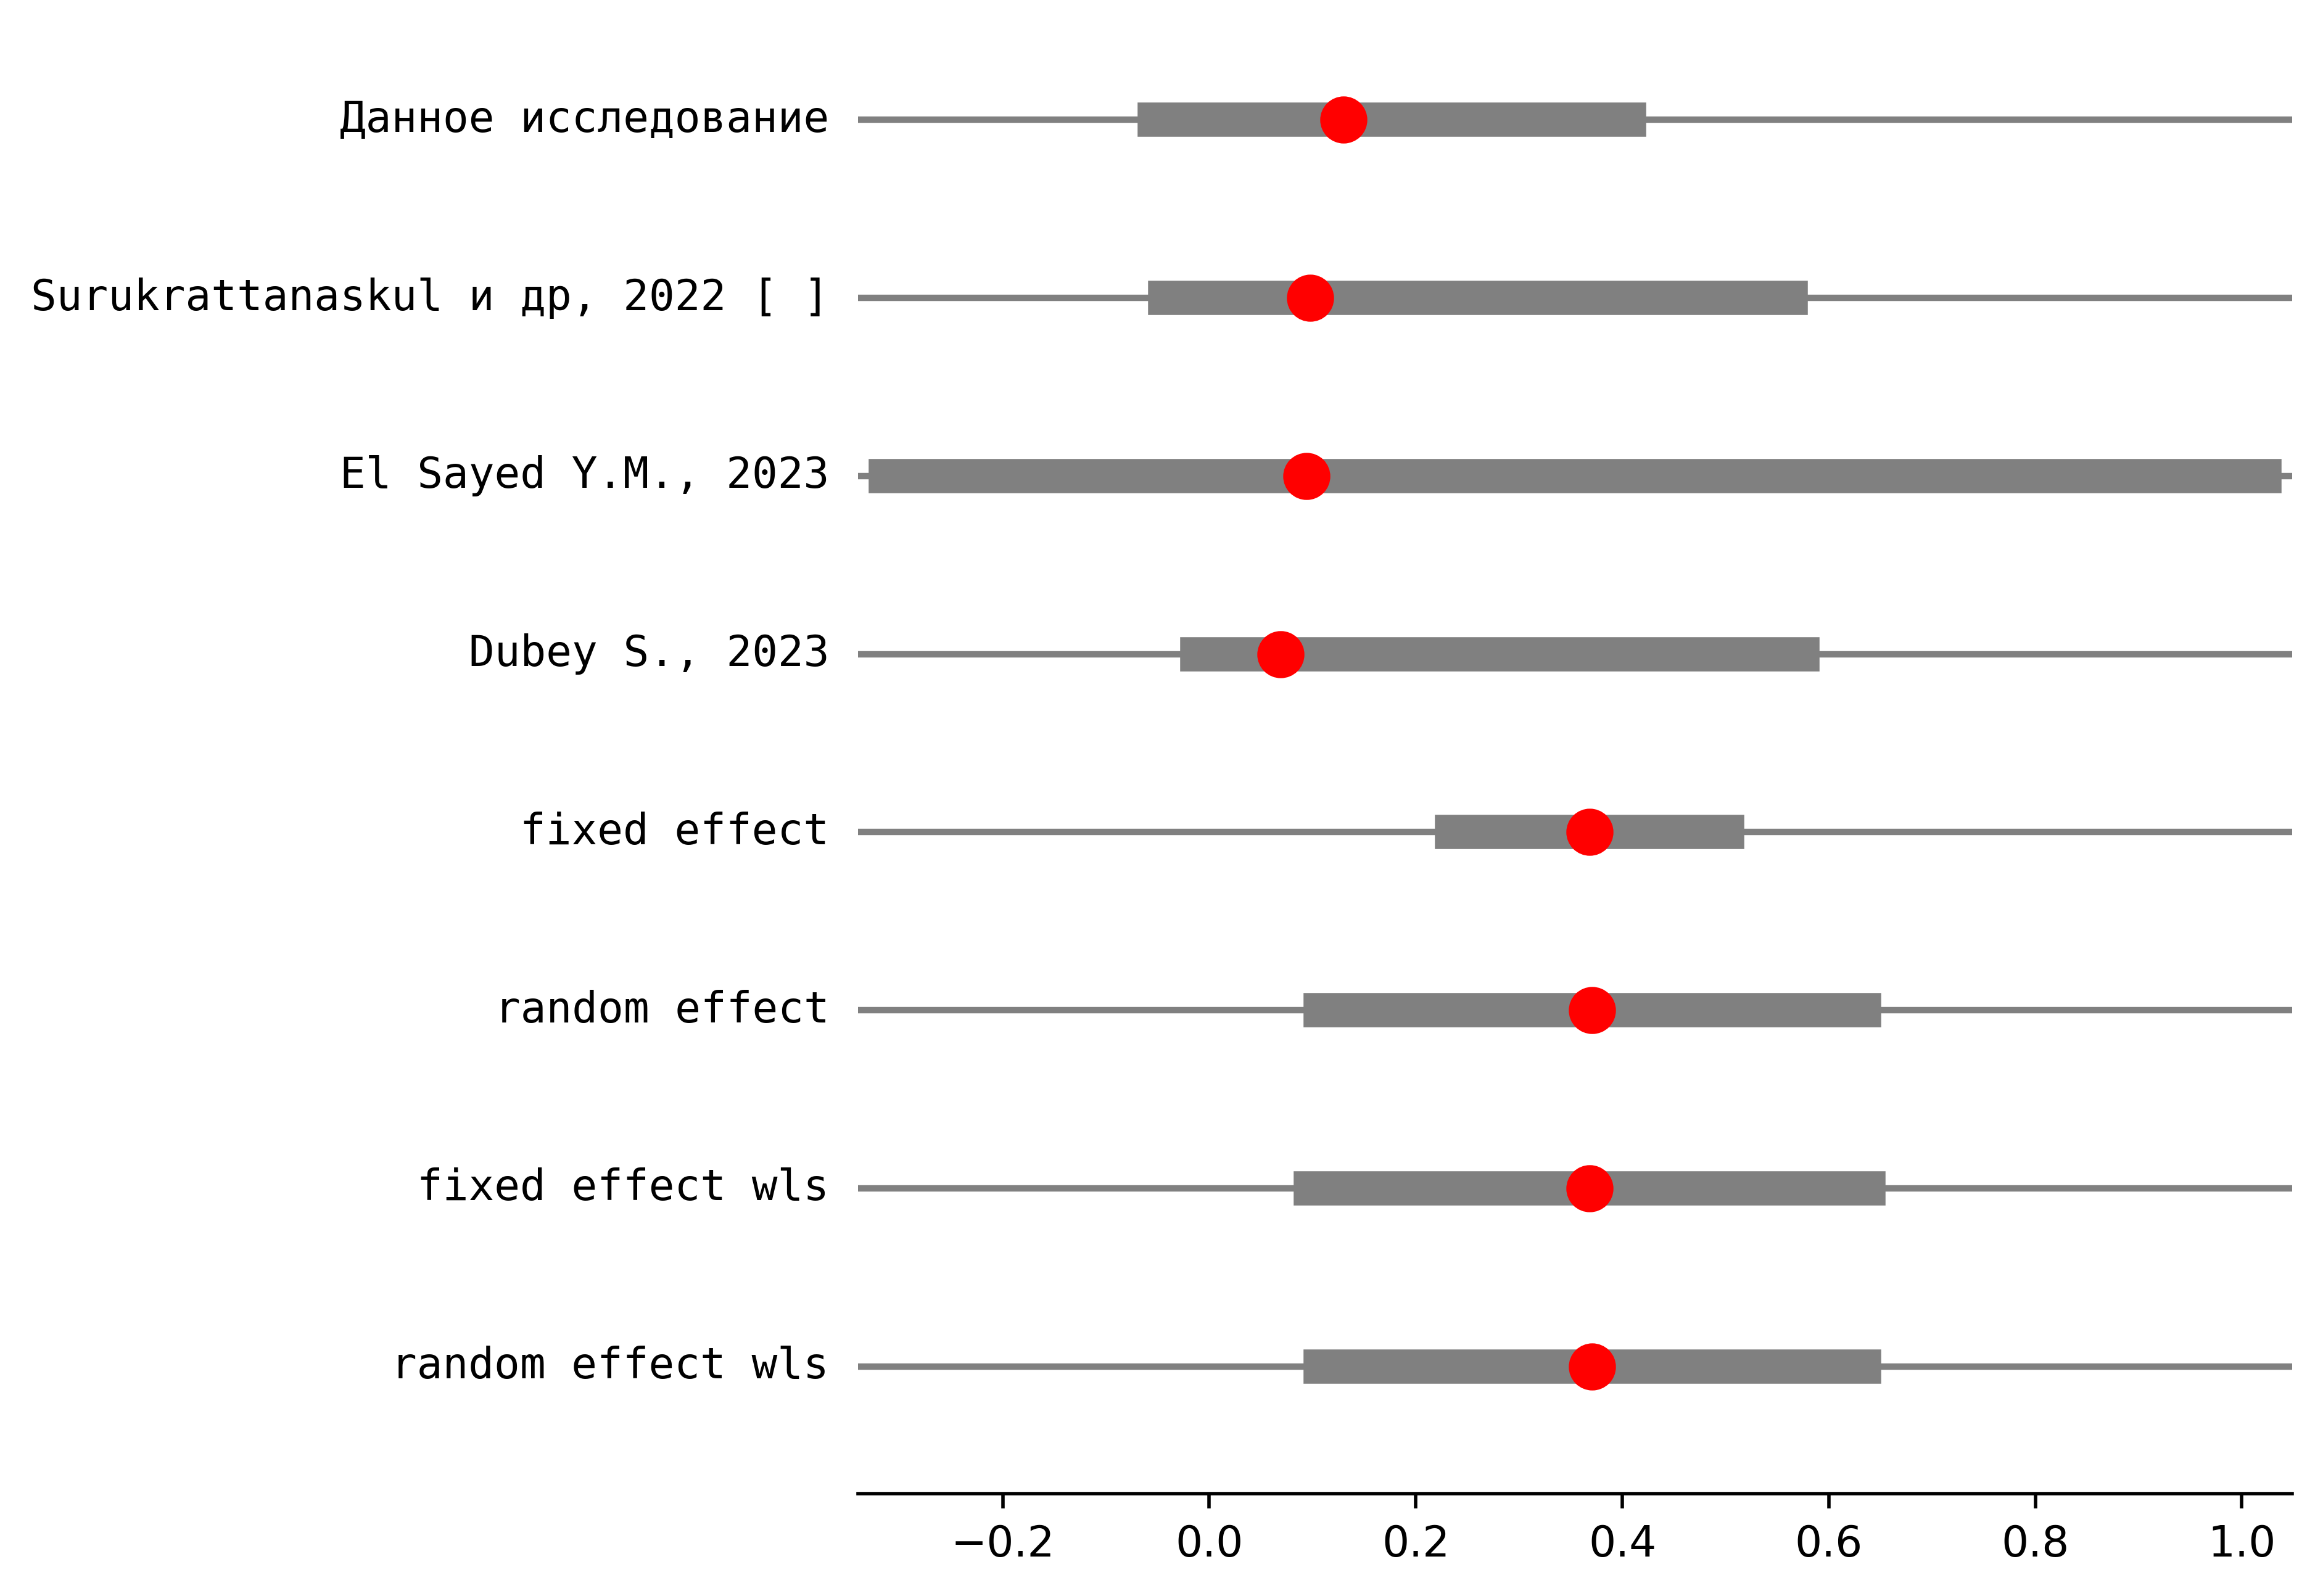 Данное исследование
Surukrattanaskul и др, 2022 [ ]
El Sayed Y.M., 2023
Dubey S., 2023
fixed effect
random effect
fixed effect wls
random effect wls
−0.2 0.0 0.2 0.4 0.6 0.8 1.0